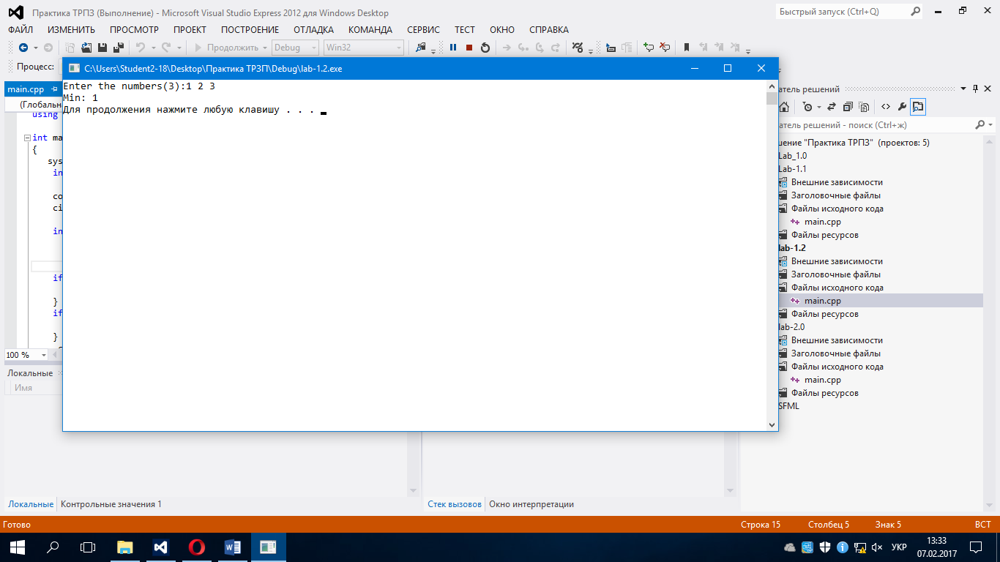 Практика ТРПЗ (Выполнение) - Microsoft Visual Studio Express 2012 для Windows Desktop
Быстрый запуск (Ctrl+Q)
ФАЙЛ ИЗМЕНИТЬ ПРОСМОТР ПРОЕКТ ПОСТРОЕНИЕ ОТЛАДКА КОМАНДА СЕРВИС ТЕСТ ОКНО СПРАВКА
Продолжить Debug Win32
Процесс:
C:\Users\Student2-18\Desktop\Практика ТРЗП\Debug\lab-1.2.exe
Enter the numbers(3):1 2 3
Min: 1
Для продолжения нажмите любую клавишу . . .
main.cpp
(Глобальн
using
int ma
{
sys
in
co
ci
in
if
}
if
}
100 %
Локальные
Имя
атель решений
атель решений - поиск (Ctrl+ж)
шение "Практика ТРПЗ" (проектов: 5)
Lab_1.0
Lab-1.1
Внешние зависимости
Заголовочные файлы
Файлы исходного кода
main.cpp
Файлы ресурсов
lab-1.2
Внешние зависимости
Заголовочные файлы
Файлы исходного кода
main.cpp
Файлы ресурсов
lab-2.0
Внешние зависимости
Заголовочные файлы
Файлы исходного кода
main.cpp
Файлы ресурсов
SFML
Локальные Контрольные значения 1
Стек вызовов Окно интерпретации
Готово Строка 15 Столбец 5 Знак 5 ВСТ
УКР
13:33
07.02.2017